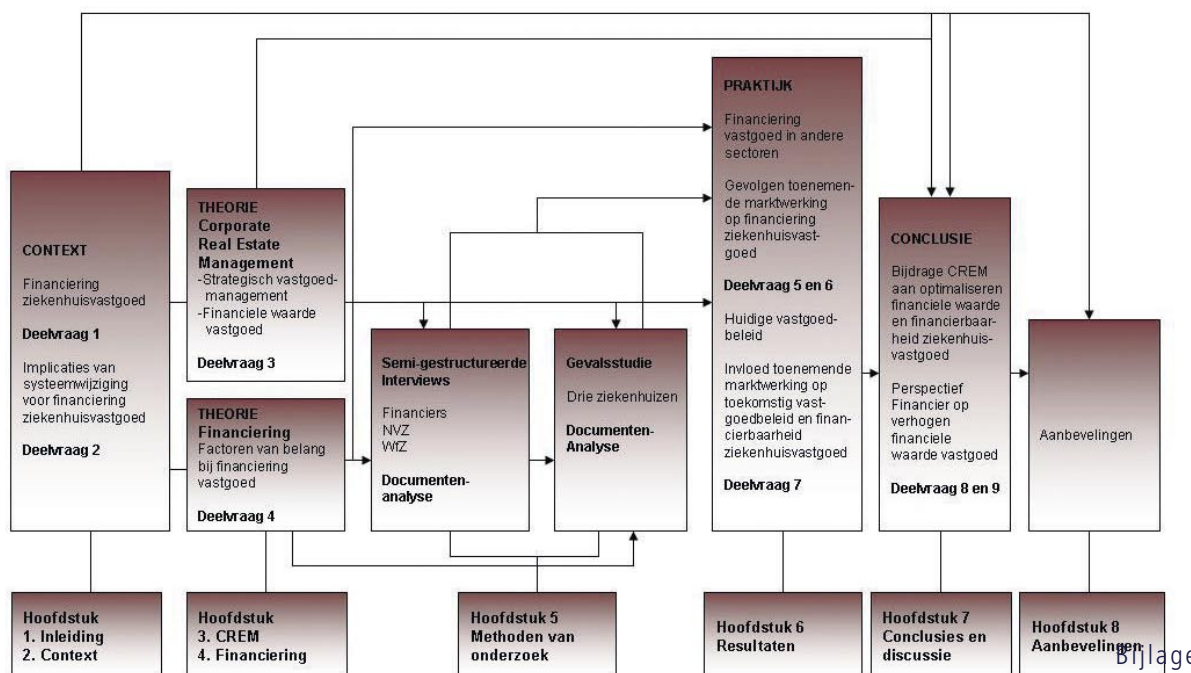 CONTEXT
Financiering
ziekenhuisvastgoed
Deelvraag 1
Implicaties van
systeemwijziging
voor financiering
ziekenhuisvastgoed
Deelvraag 2
THEORIE
Corporate
Real Estate
Management
-Strategisch vastgoed-
management
-Financiele waarde
vastgoed
Deelvraag 3
THEORIE
Financiering
Factoren van belang
bij financiering
vastgoed
Deelvraag 4
Semi-gestructureerde
Interviews
Financiers
NVZ
WfZ
Documenten-
analyse
Gevalsstudie
Drie ziekenhuizen
Documenten-
Analyse
PRAKTIJK
Financiering
vastgoed in andere
sectoren
Gevolgen toenemen-
de marktwerking
op financiering
ziekenhuisvast-
goed
Deelvraag 5 en 6
Huidige vastgoed-
beleid
Invloed toenemende
marktwerking op
toekomstig vast-
goedbeleid en finan-
cierbaarheid
ziekenhuisvastgoed
Deelvraag 7
CONCLUSIE
Bijdrage CREM
aan optimaliseren
financiele waarde
en financierbaar-
heid ziekenhuis-
vastgoed
Perspectief
Financier op
verhogen
financiele
waarde vastgoed
Deelvraag 8 en 9
Aanbevelingen
Hoofdstuk
1. Inleiding
2. Context
Hoofdstuk
3. CREM
4. Financiering
Hoofdstuk 5
Methoden van
onderzoek
Hoofdstuk 6
Resultaten
Hoofdstuk 7
Conclusies en
discussie
Hoofdstuk 8
Aanbevelingen
Bijlage